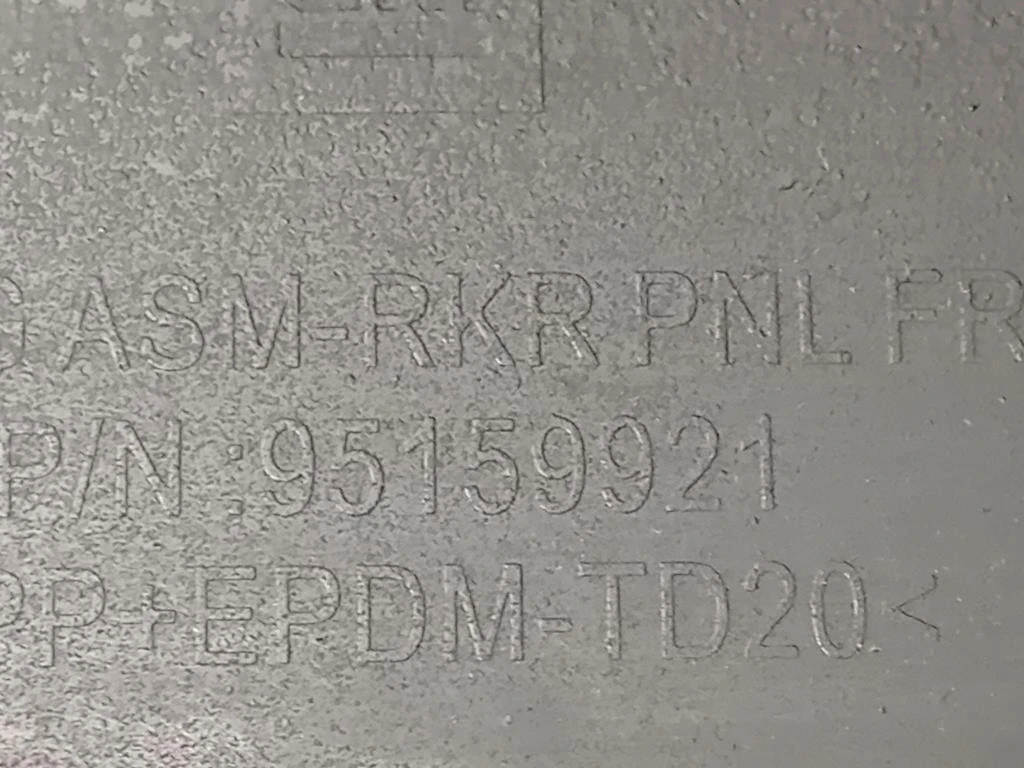 G ASM-RKR PNL FR
P/N :95159921
PP+EPDM-TD20<